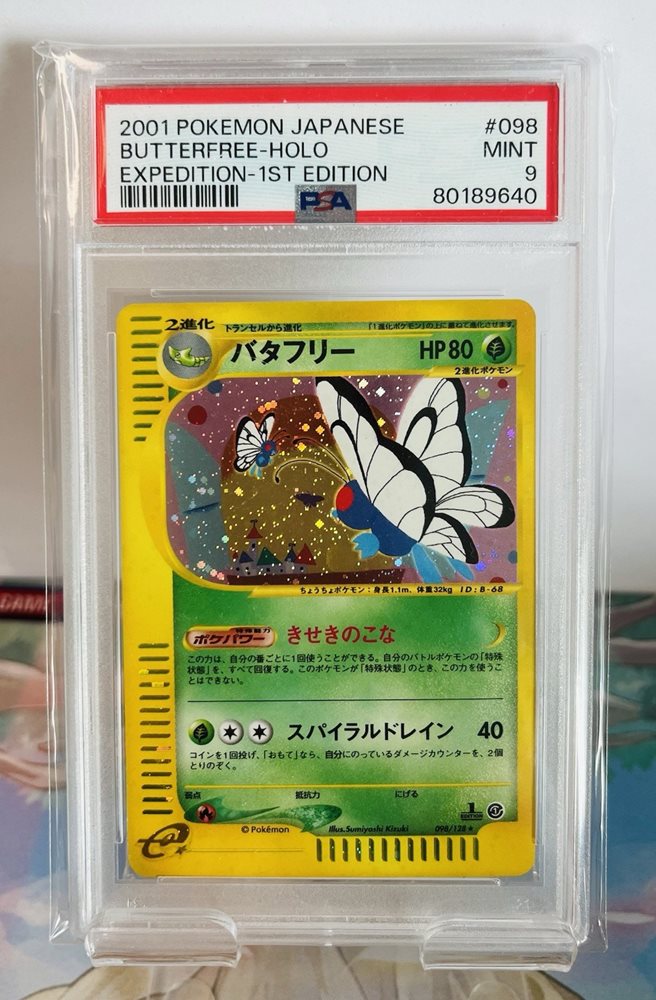 2001 POKEMON JAPANESE #098
BUTTERFREE-HOLO MINT
EXPEDITION-1ST EDITION 9
PSA 80189640
2進化 トランセルから進化 「1進化ポケモン」の上に重ねて進化させます。
バタフリー HP80
2進化ポケモン
GAME
ちょうちょポケモン:身長1.1m、体重32kg ID:B-68
特殊能力
ポケパワー きせきのこな
この力は、自分の番ごとに1回使うことができる。自分のバトルポケモンの「特殊
状態」を、すべて回復する。このポケモンが「特殊状態」のとき、この力を使うこ
とはできない。
スパイラルドレイン 40
コインを1回投げ、「おもて」なら、自分にのっているダメージカウンターを、2個
とりのぞく。
弱点 抵抗力 にげる
1
EDITION
©Pokémon Illus.Sumiyoshi Kizuki 098/128★
e